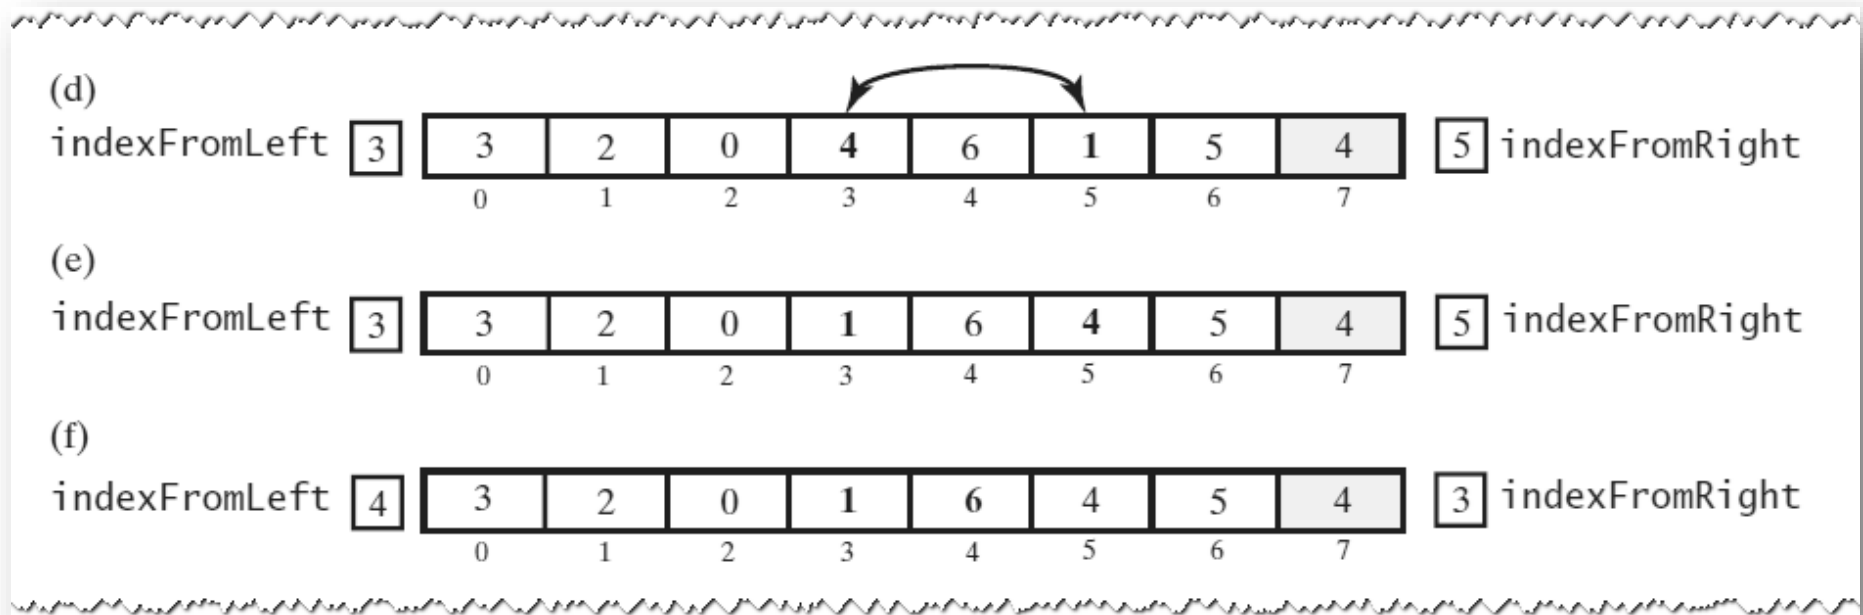 (d)
indexFromLeft 3 3 2 0 4 6 1 5 4 5 indexFromRight
0 1 2 3 4 5 6 7
(e)
indexFromLeft 3 3 2 0 1 6 4 5 4 5 indexFromRight
0 1 2 3 4 5 6 7
(f)
indexFromLeft 4 3 2 0 1 6 4 5 4 3 indexFromRight
0 1 2 3 4 5 6 7